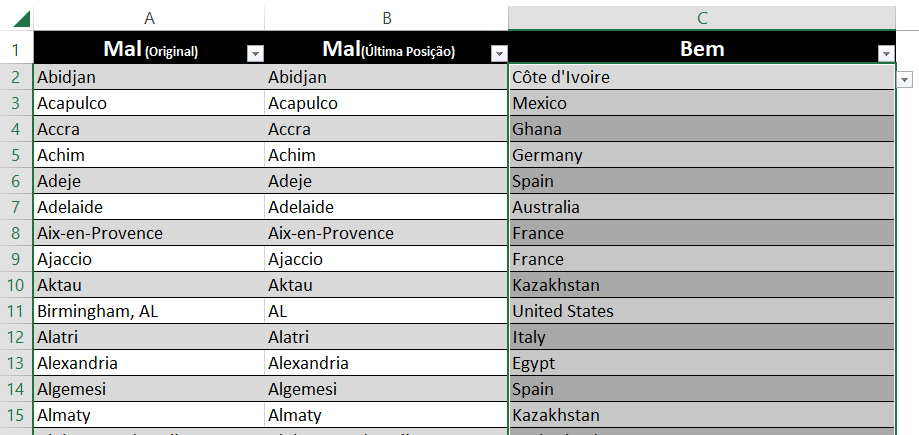 A B C
1 Mal (Original) Mal(Última Posição) Bem
2 Abidjan Abidjan Côte d'Ivoire
3 Acapulco Acapulco Mexico
4 Accra Accra Ghana
5 Achim Achim Germany
6 Adeje Adeje Spain
7 Adelaide Adelaide Australia
8 Aix-en-Provence Aix-en-Provence France
9 Ajaccio Ajaccio France
10 Aktau Aktau Kazakhstan
11 Birmingham, AL AL United States
12 Alatri Alatri Italy
13 Alexandria Alexandria Egypt
14 Algemesi Algemesi Spain
15 Almaty Almaty Kazakhstan